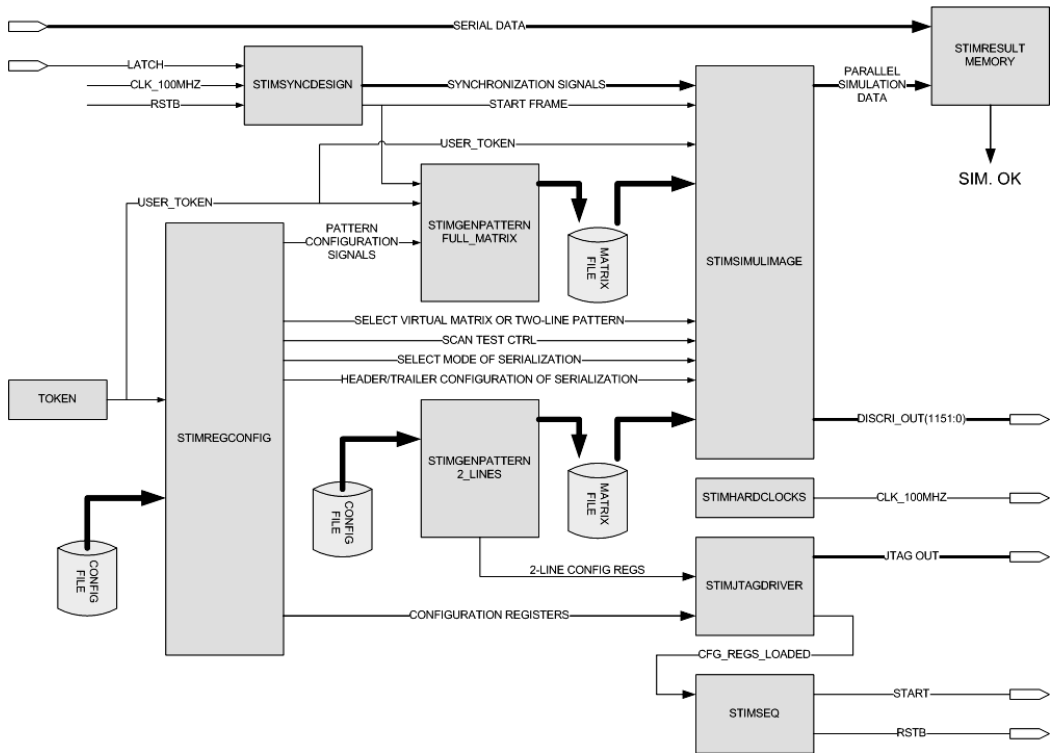 SERIAL DATA
STIMRESULT
MEMORY
LATCH
CLK_100MHZ
RSTB
STIMSYNCDESIGN
SYNCHRONIZATION SIGNALS
START FRAME
PARALLEL
SIMULATION
DATA
SIM. OK
USER_TOKEN
USER_TOKEN
PATTERN
CONFIGURATION
SIGNALS
STIMGENPATTERN
FULL_MATRIX
MATRIX
FILE
STIMSIMULIMAGE
SELECT VIRTUAL MATRIX OR TWO-LINE PATTERN
SCAN TEST CTRL
SELECT MODE OF SERIALIZATION
HEADER/TRAILER CONFIGURATION OF SERIALIZATION
TOKEN
STIMREGCONFIG
STIMGENPATTERN
2_LINES
CONFIG
FILE
MATRIX
FILE
DISCRI_OUT(1151:0)
STIMHARDCLOCKS
CLK_100MHZ
CONFIG
FILE
2-LINE CONFIG REGS
STIMJTAGDRIVER
JTAG OUT
CONFIGURATION REGISTERS
CFG_REGS_LOADED
STIMSEQ
START
RSTB